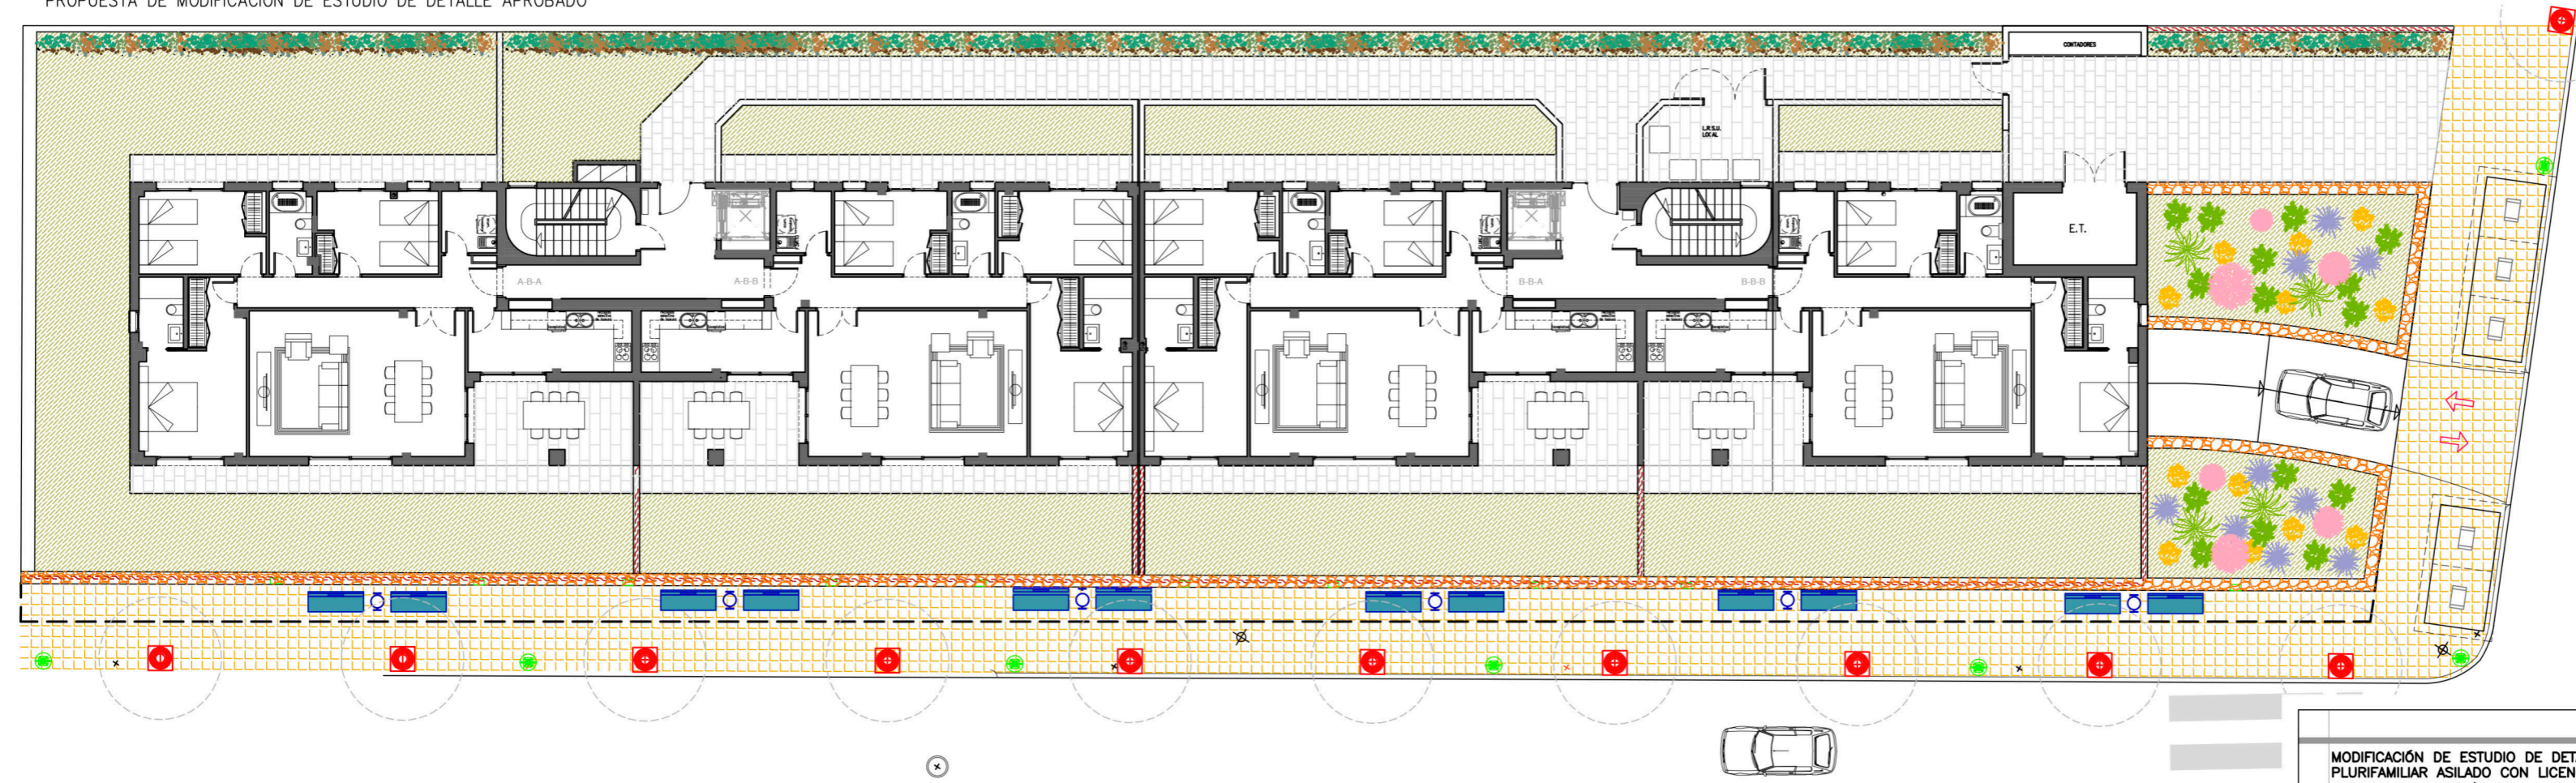 PROPUESTA DE MODIFICACIÓN DE ESTUDIO DE DETALLE APROBADO
CONTADORES
L.R.S.U.
LOCAL
E.T.
A-B-A
A-B-B
B-B-A
B-B-B
MODIFICACIÓN DE ESTUDIO DE DET
PLURIFAMILIAR ASILADO CON LICEN